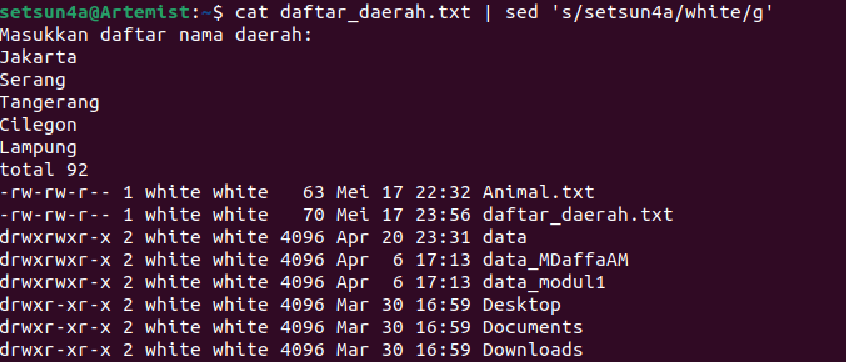 setsun4a@Artemist:~$ cat daftar_daerah.txt | sed 's/setsun4a/white/g'
Masukkan daftar nama daerah:
Jakarta
Serang
Tangerang
Cilegon
Lampung
total 92
-rw-rw-r-- 1 white white   63 Mei 17 22:32 Animal.txt
-rw-rw-r-- 1 white white   70 Mei 17 23:56 daftar_daerah.txt
drwxrwxr-x 2 white white 4096 Apr 20 23:31 data
drwxrwxr-x 2 white white 4096 Apr  6 17:13 data_MDaffaAM
drwxrwxr-x 2 white white 4096 Apr  6 17:13 data_modul1
drwxr-xr-x 2 white white 4096 Mar 30 16:59 Desktop
drwxr-xr-x 2 white white 4096 Mar 30 16:59 Documents
drwxr-xr-x 2 white white 4096 Mar 30 16:59 Downloads